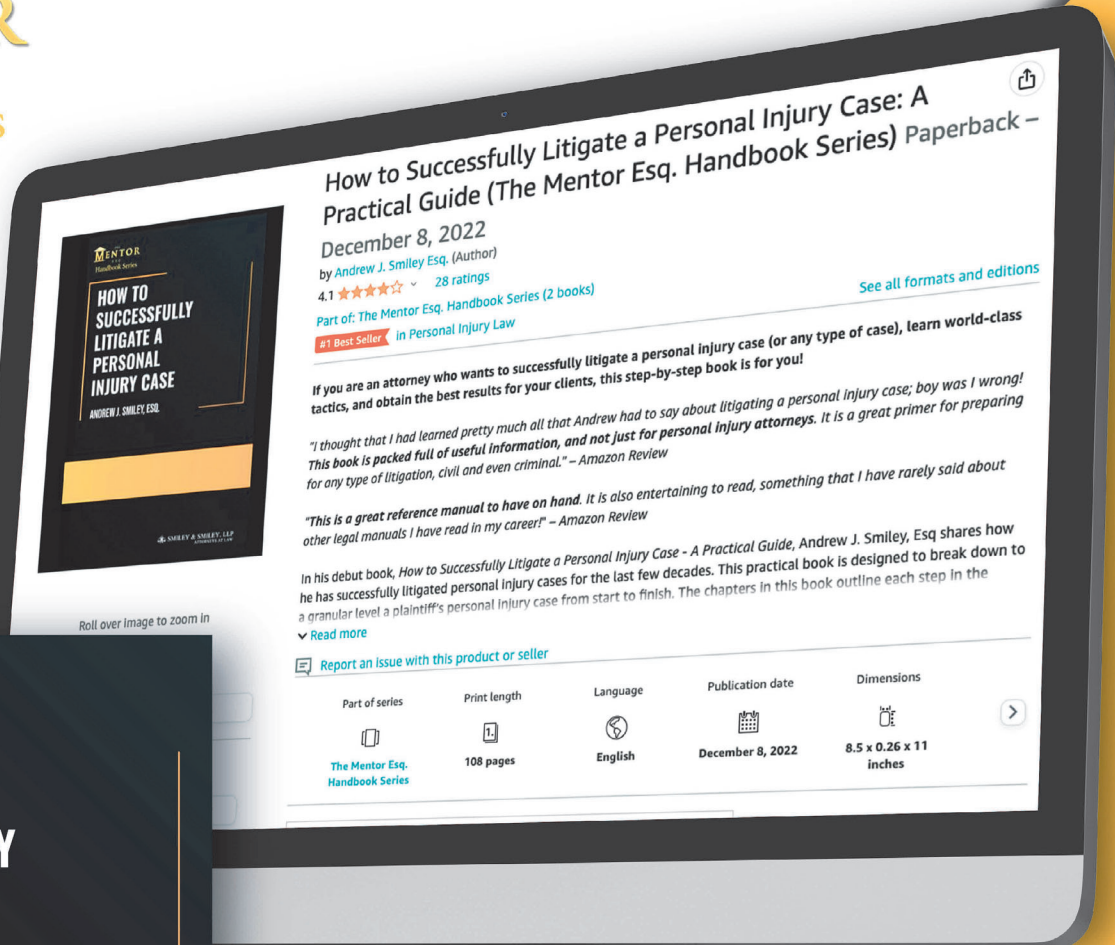 R
S
How to Successfully Litigate a Personal Injury Case: A
Practical Guide (The Mentor Esq. Handbook Series) Paperback –
December 8, 2022
by Andrew J. Smiley Esq. (Author)
4.1 28 ratings
Part of: The Mentor Esq. Handbook Series (2 books)
See all formats and editions
#1 Best Seller in Personal Injury Law
If you are an attorney who wants to successfully litigate a personal injury case (or any type of case), learn world-class
tactics, and obtain the best results for your clients, this step-by-step book is for you!
"I thought that I had learned pretty much all that Andrew had to say about litigating a personal injury case; boy was I wrong!
This book is packed full of useful information, and not just for personal injury attorneys. It is a great primer for preparing
for any type of litigation, civil and even criminal." – Amazon Review
"This is a great reference manual to have on hand. It is also entertaining to read, something that I have rarely said about
other legal manuals I have read in my career!" – Amazon Review
In his debut book, How to Successfully Litigate a Personal Injury Case - A Practical Guide, Andrew J. Smiley, Esq shares how
he has successfully litigated personal injury cases for the last few decades. This practical book is designed to break down to
a granular level a plaintiff's personal injury case from start to finish. The chapters in this book outline each step in the
Read more
Report an issue with this product or seller
Part of series
The Mentor Esq.
Handbook Series
Print length
1.
108 pages
Language
English
Publication date
December 8, 2022
Dimensions
8.5 x 0.26 x 11
inches
MENTOR
ESQ
Handbook Series
HOW TO
SUCCESSFULLY
LITIGATE A
PERSONAL
INJURY CASE
ANDREW J. SMILEY, ESQ.
SMILEY & SMILEY, LLP
ATTORNEYS AT LAW
Roll over image to zoom in
Y